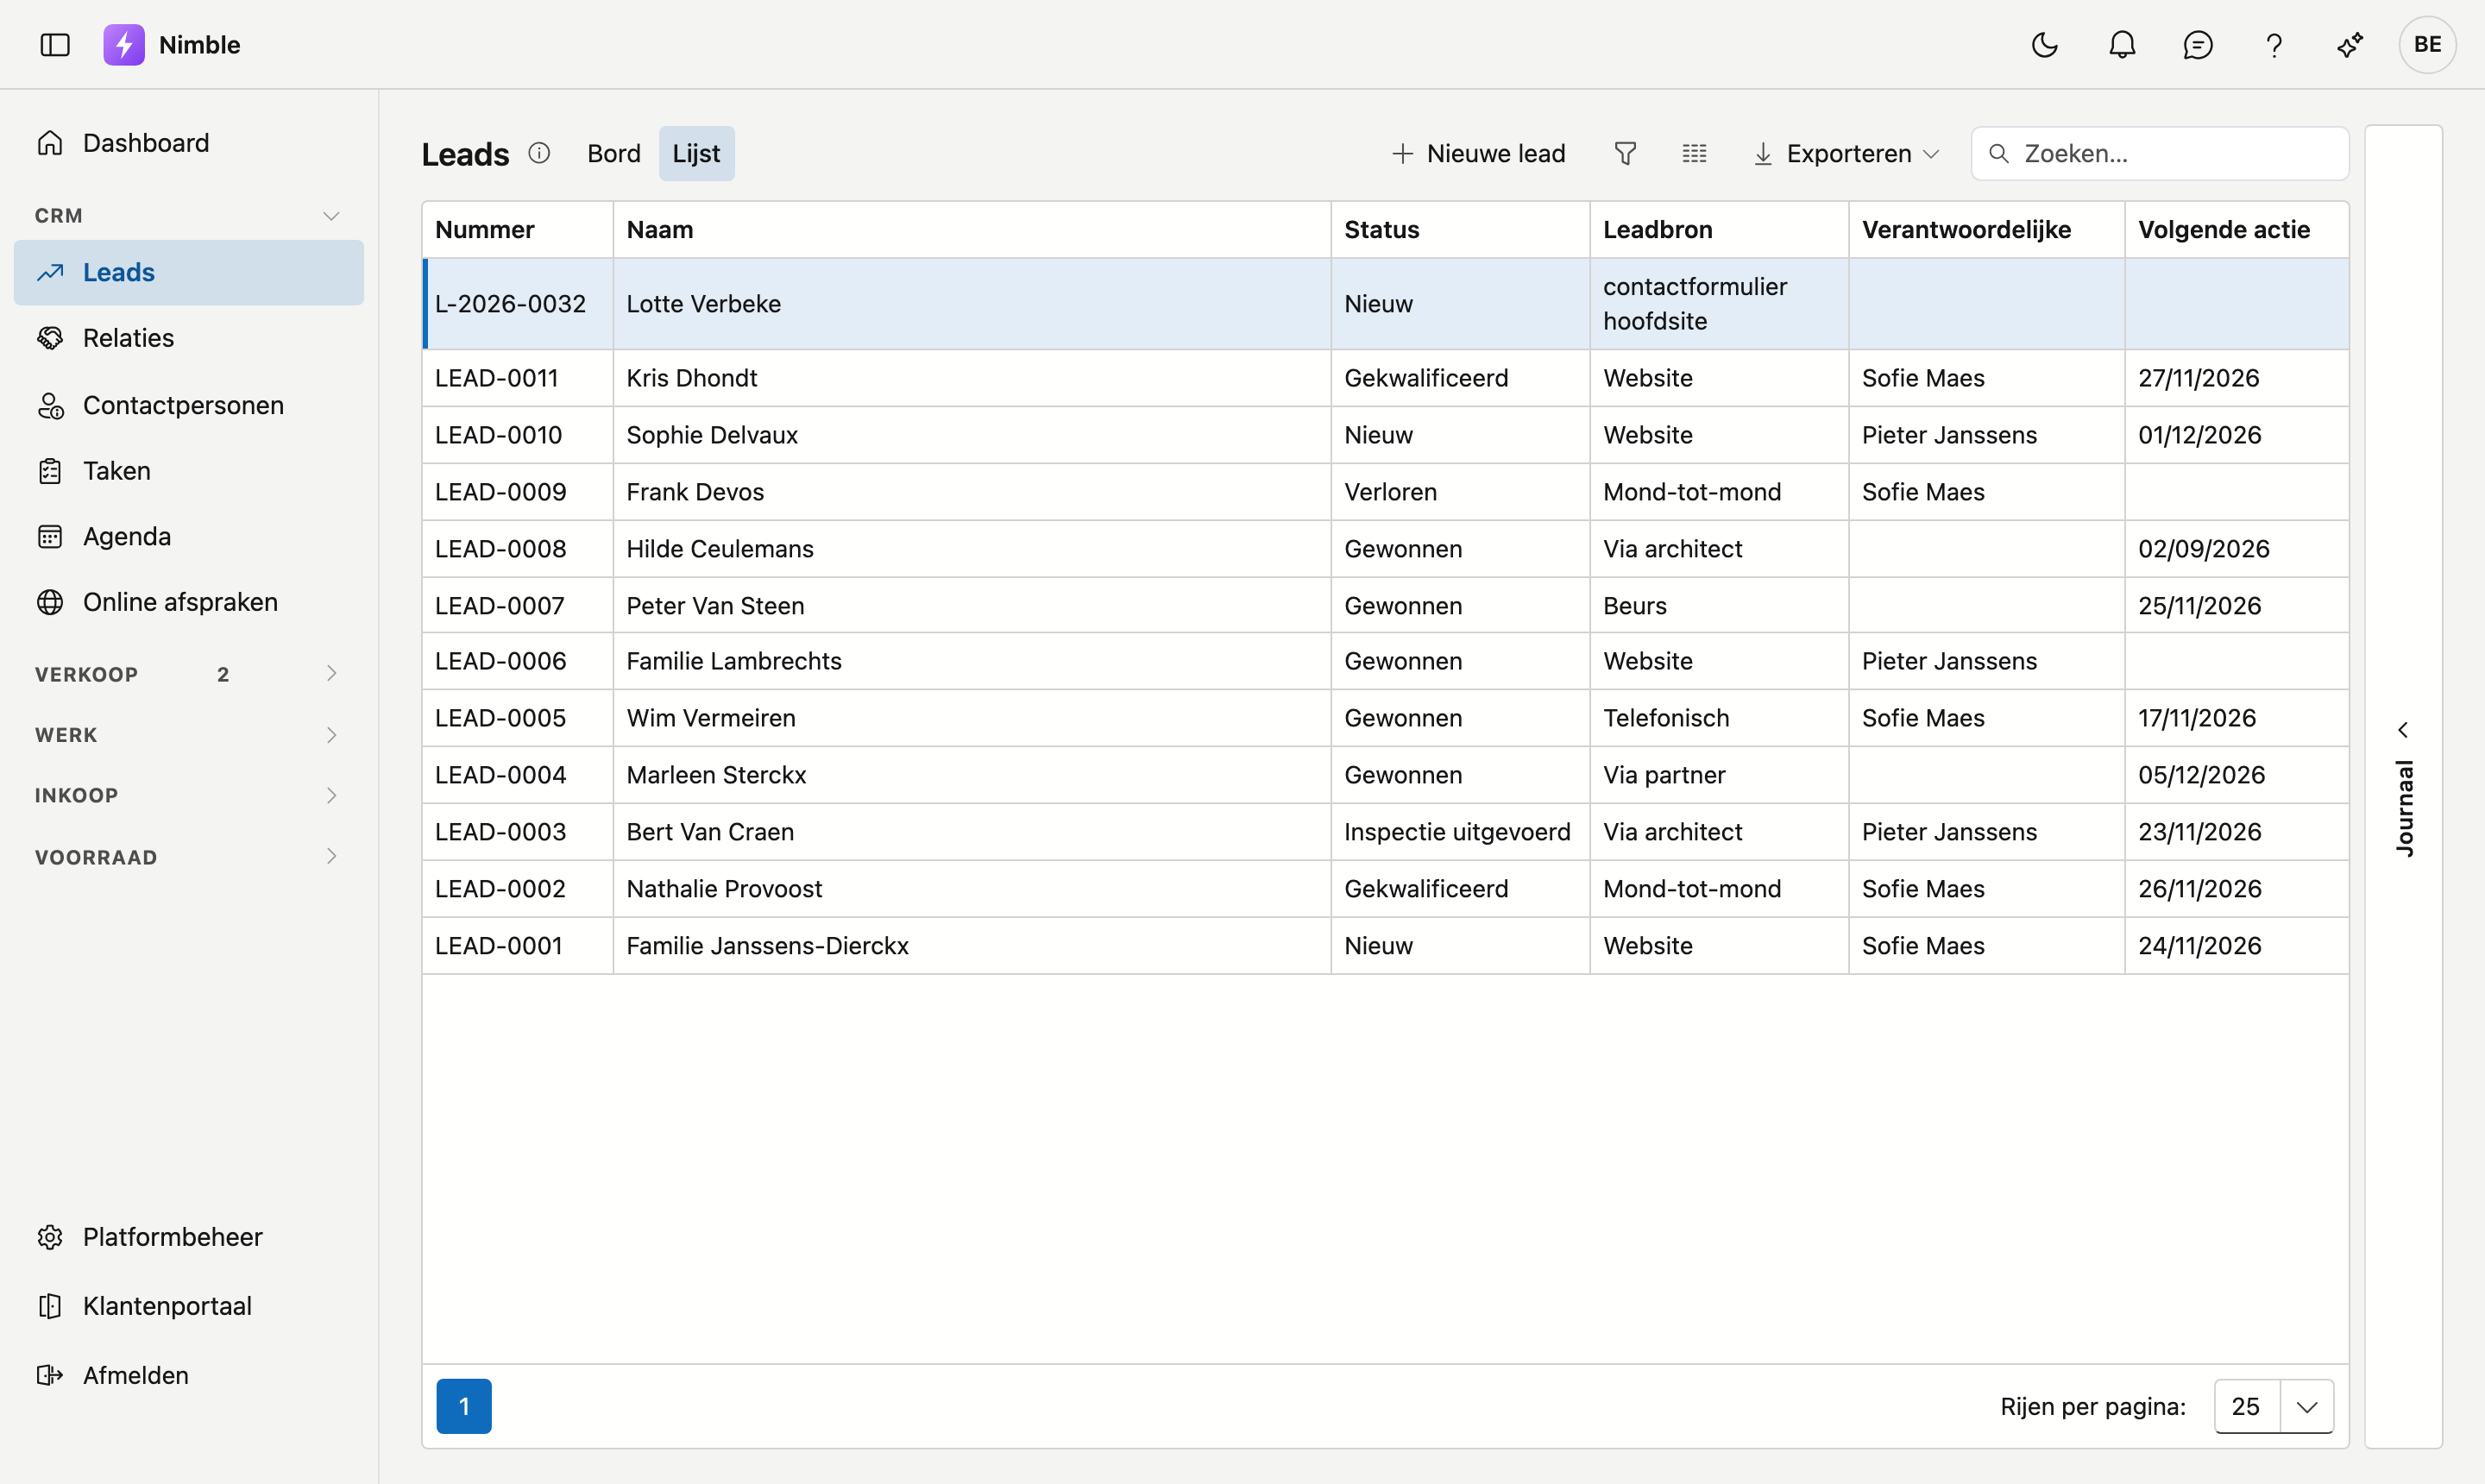 Nimble
BE
Dashboard
CRM
Leads
Relaties
Contactpersonen
Taken
Agenda
Online afspraken
VERKOOP 2
WERK
INKOOP
VOORRAAD
Platformbeheer
Klantenportaal
Afmelden
Leads Bord Lijst Nieuwe lead Exporteren Zoeken...
Nummer Naam Status Leadbron Verantwoordelijke Volgende actie
L-2026-0032 Lotte Verbeke Nieuw contactformulier
hoofdsite
LEAD-0011 Kris Dhondt Gekwalificeerd Website Sofie Maes 27/11/2026
LEAD-0010 Sophie Delvaux Nieuw Website Pieter Janssens 01/12/2026
LEAD-0009 Frank Devos Verloren Mond-tot-mond Sofie Maes
LEAD-0008 Hilde Ceulemans Gewonnen Via architect 02/09/2026
LEAD-0007 Peter Van Steen Gewonnen Beurs 25/11/2026
LEAD-0006 Familie Lambrechts Gewonnen Website Pieter Janssens
LEAD-0005 Wim Vermeiren Gewonnen Telefonisch Sofie Maes 17/11/2026
LEAD-0004 Marleen Sterckx Gewonnen Via partner 05/12/2026
LEAD-0003 Bert Van Craen Inspectie uitgevoerd Via architect Pieter Janssens 23/11/2026
LEAD-0002 Nathalie Provoost Gekwalificeerd Mond-tot-mond Sofie Maes 26/11/2026
LEAD-0001 Familie Janssens-Dierckx Nieuw Website Sofie Maes 24/11/2026
1 Rijen per pagina: 25
Journaal